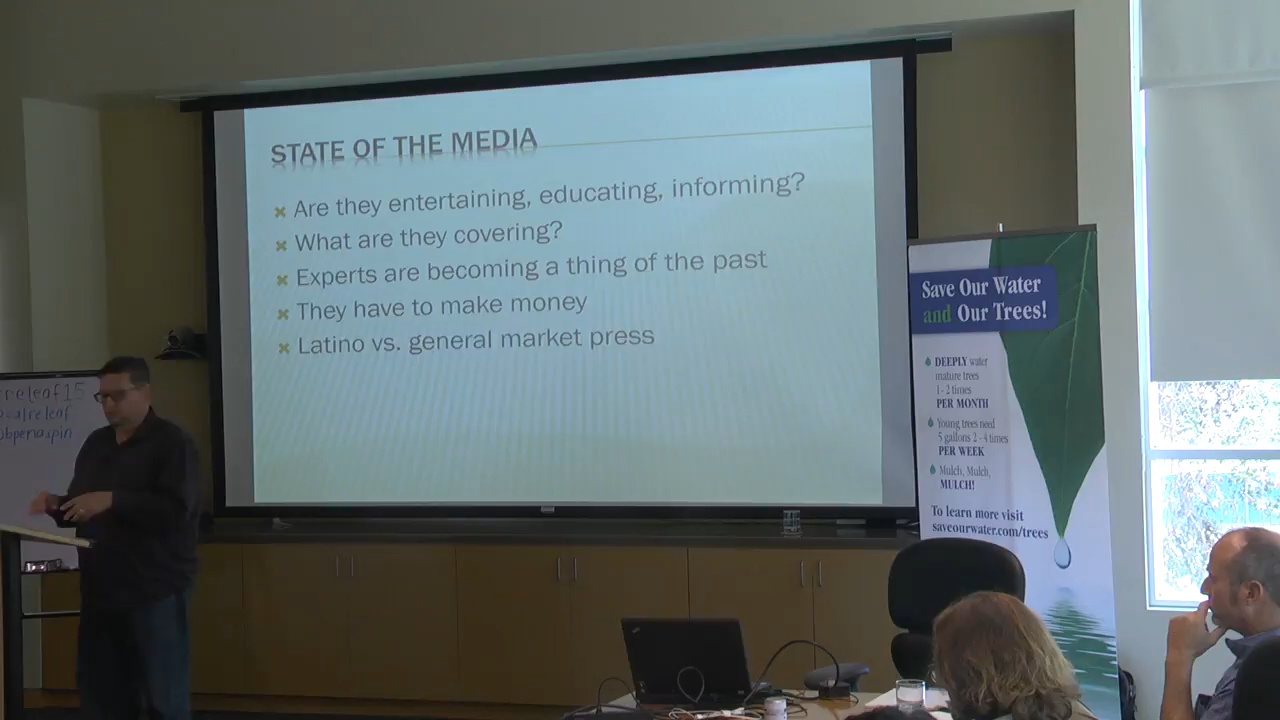 STATE OF THE MEDIA
Are they entertaining, educating, informing?
What are they covering?
Experts are becoming a thing of the past
They have to make money
Latino vs. general market press
releaf15
calreleaf
bpenaspin
Save Our Water
and Our Trees!
DEEPLY water
mature trees
1 - 2 times
PER MONTH
Young trees need
5 gallons 2 - 4 times
PER WEEK
Mulch, Mulch,
MULCH!
To learn more visit
saveourwater.com/trees